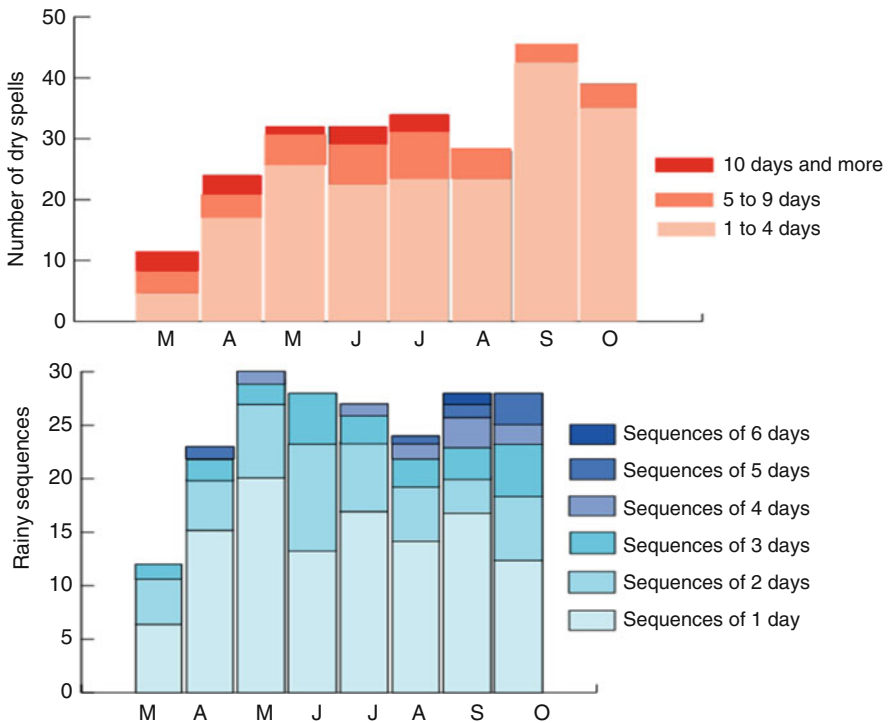 50
40
30
20
10
0
Number of dry spells
10 days and more
5 to 9 days
1 to 4 days
M A M J J A S O
30
25
20
15
10
5
0
Rainy sequences
Sequences of 6 days
Sequences of 5 days
Sequences of 4 days
Sequences of 3 days
Sequences of 2 days
Sequences of 1 day
M A M J J A S O